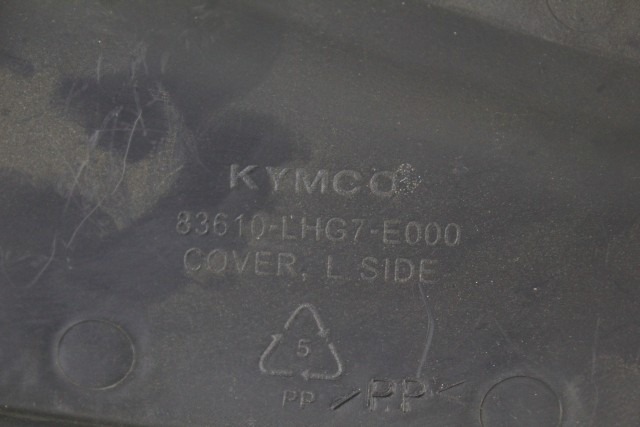 KYMCO
83610-LHG7-E000
COVER, L SIDE
5
PP >PP<